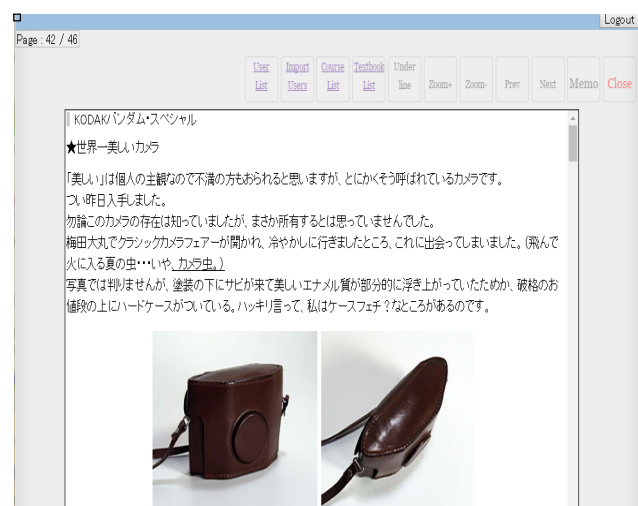 Logout
Page : 42 / 46
User List
Import Users
Course List
Textbook List
Under line
Zoom+
Zoom-
Prev
Next
Memo
Close
KODAKバンダム・スペシャル
★世界一美しいカメラ
「美しい」は個人の主観なので不満の方もおられると思いますが、とにかくそう呼ばれているカメラです。
つい昨日入手しました。
勿論このカメラの存在は知っていましたが、まさか所有するとは思っていませんでした。
梅田大丸でクラシックカメラフェアーが開かれ、冷やかしに行きましたところ、これに出会ってしまいました。(飛んで
火に入る夏の虫・・・いや、カメラ虫。)
写真では判りませんが、塗装の下にサビが来て美しいエナメル質が部分的に浮き上がっていたためか、破格のお
値段の上にハードケースがついている。ハッキリ言って、私はケースフェチ？なところがあるのです。